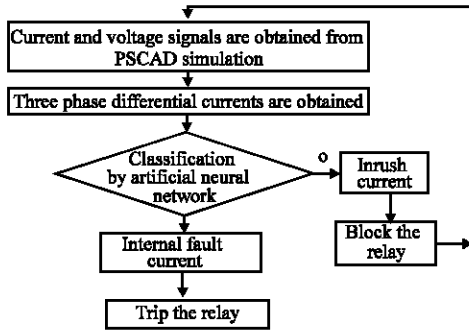 Current and voltage signals are obtained from
PSCAD simulation
Three phase differential currents are obtained
Classification
by artificial neural
network
o
Inrush
current
Block the
relay
Internal fault
current
Trip the relay